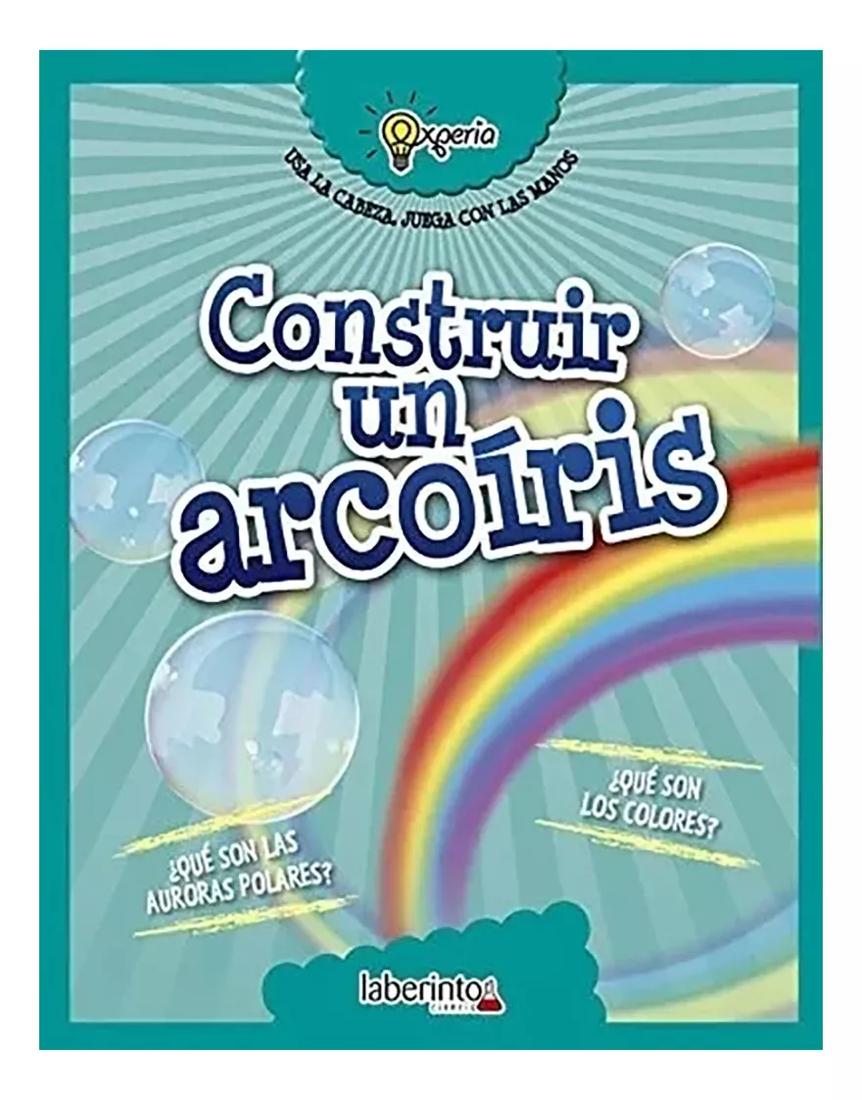 experia
USA LA CABEZA, JUEGA CON LAS MANOS
Construir
un
arcoíris
¿QUÉ SON
LOS COLORES?
¿QUÉ SON LAS
AURORAS POLARES?
laberinto